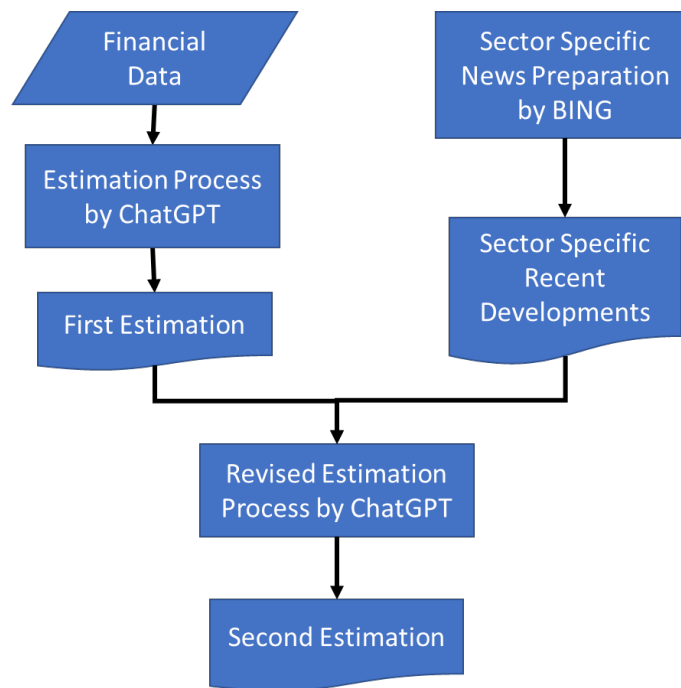 Financial
Data
Sector Specific
News Preparation
by BING
Estimation Process
by ChatGPT
Sector Specific
Recent
Developments
First Estimation
Revised Estimation
Process by ChatGPT
Second Estimation